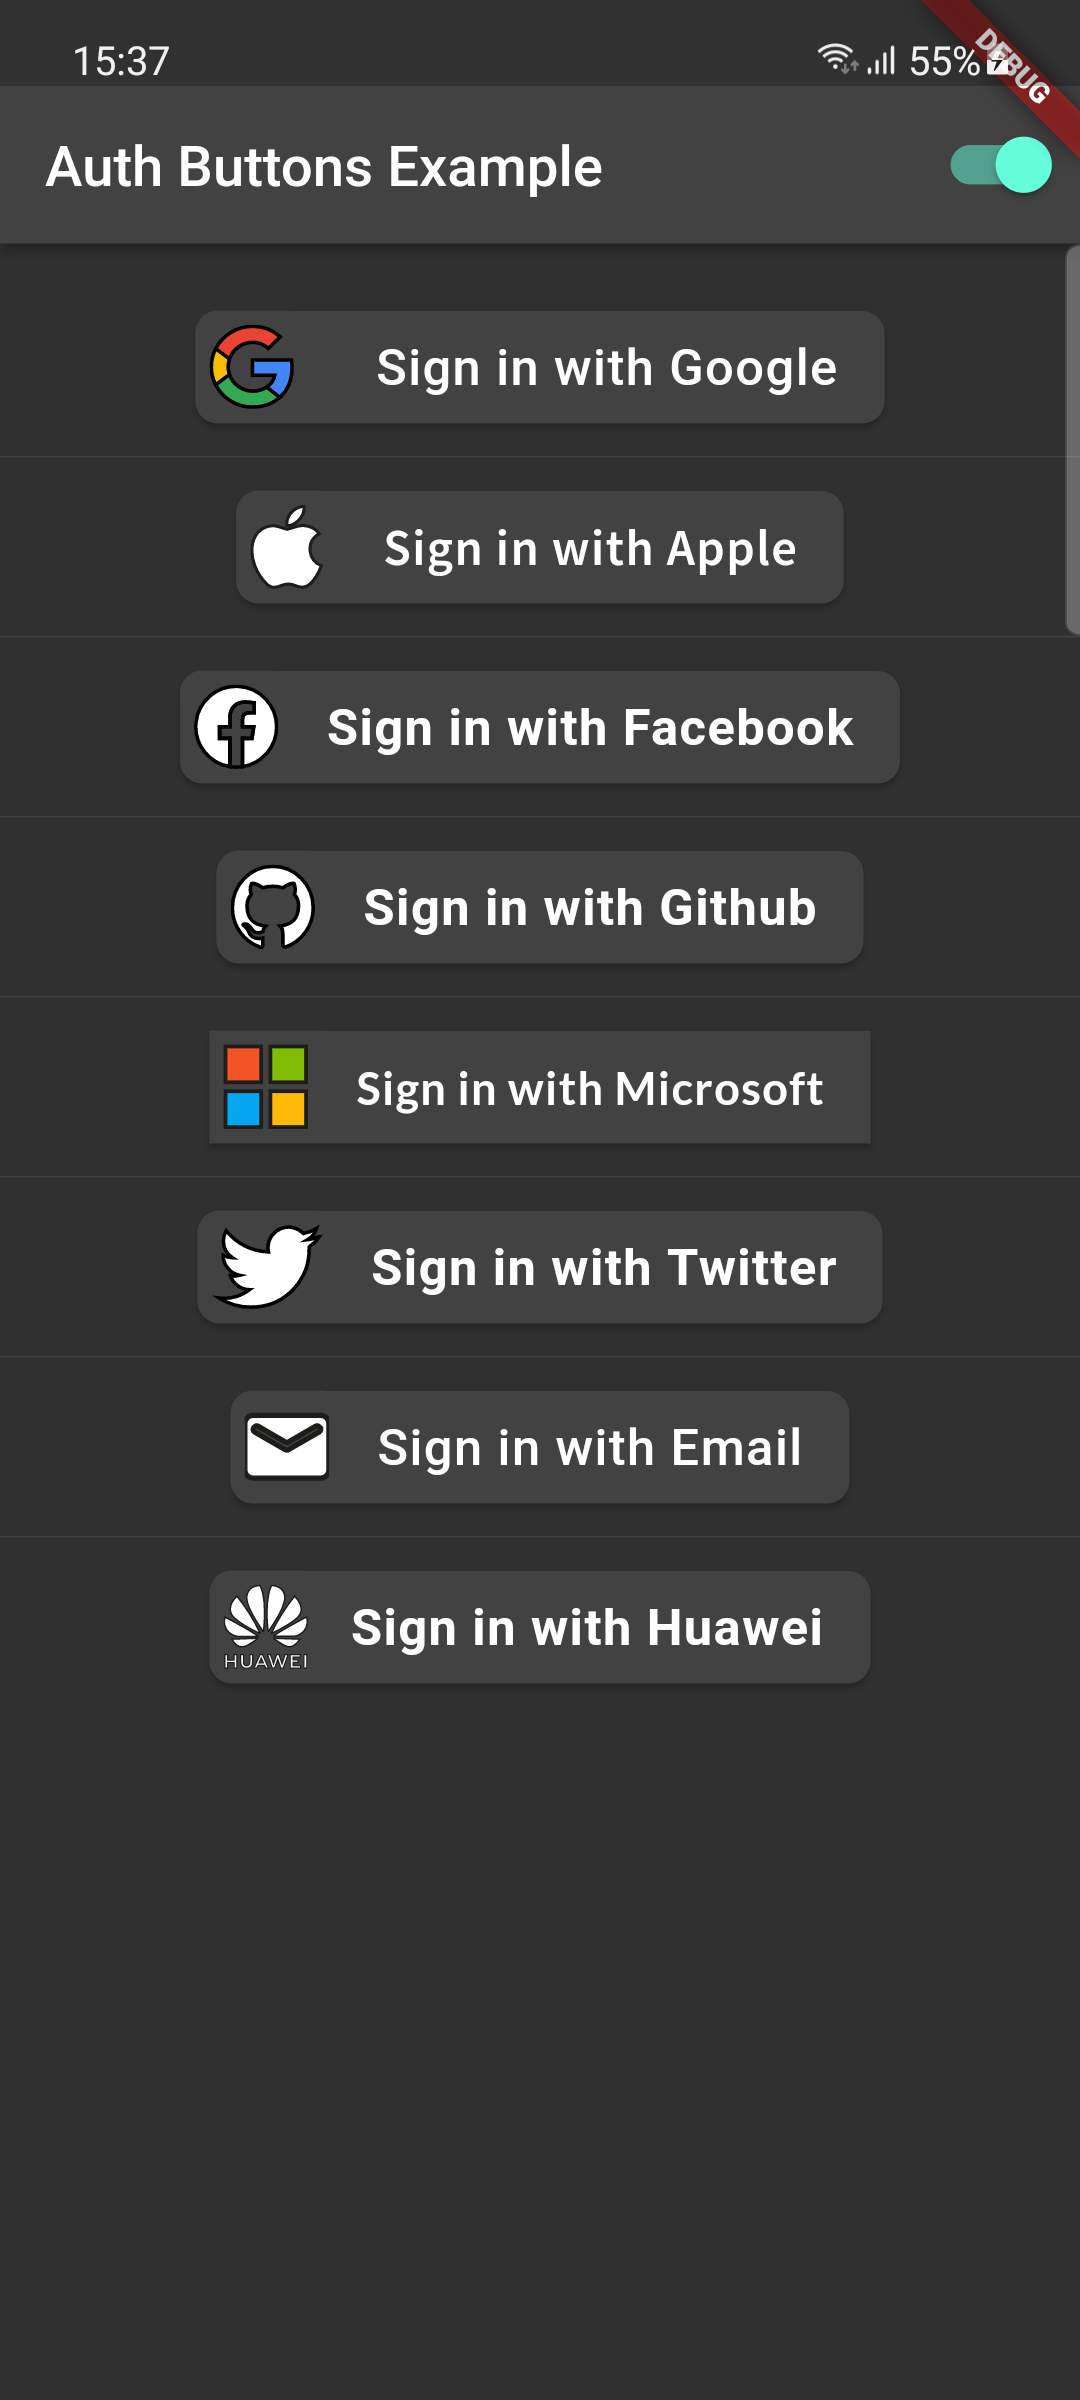 15:37
55%
DEBUG
Auth Buttons Example
Sign in with Google
Sign in with Apple
Sign in with Facebook
Sign in with Github
Sign in with Microsoft
Sign in with Twitter
Sign in with Email
HUAWEI
Sign in with Huawei